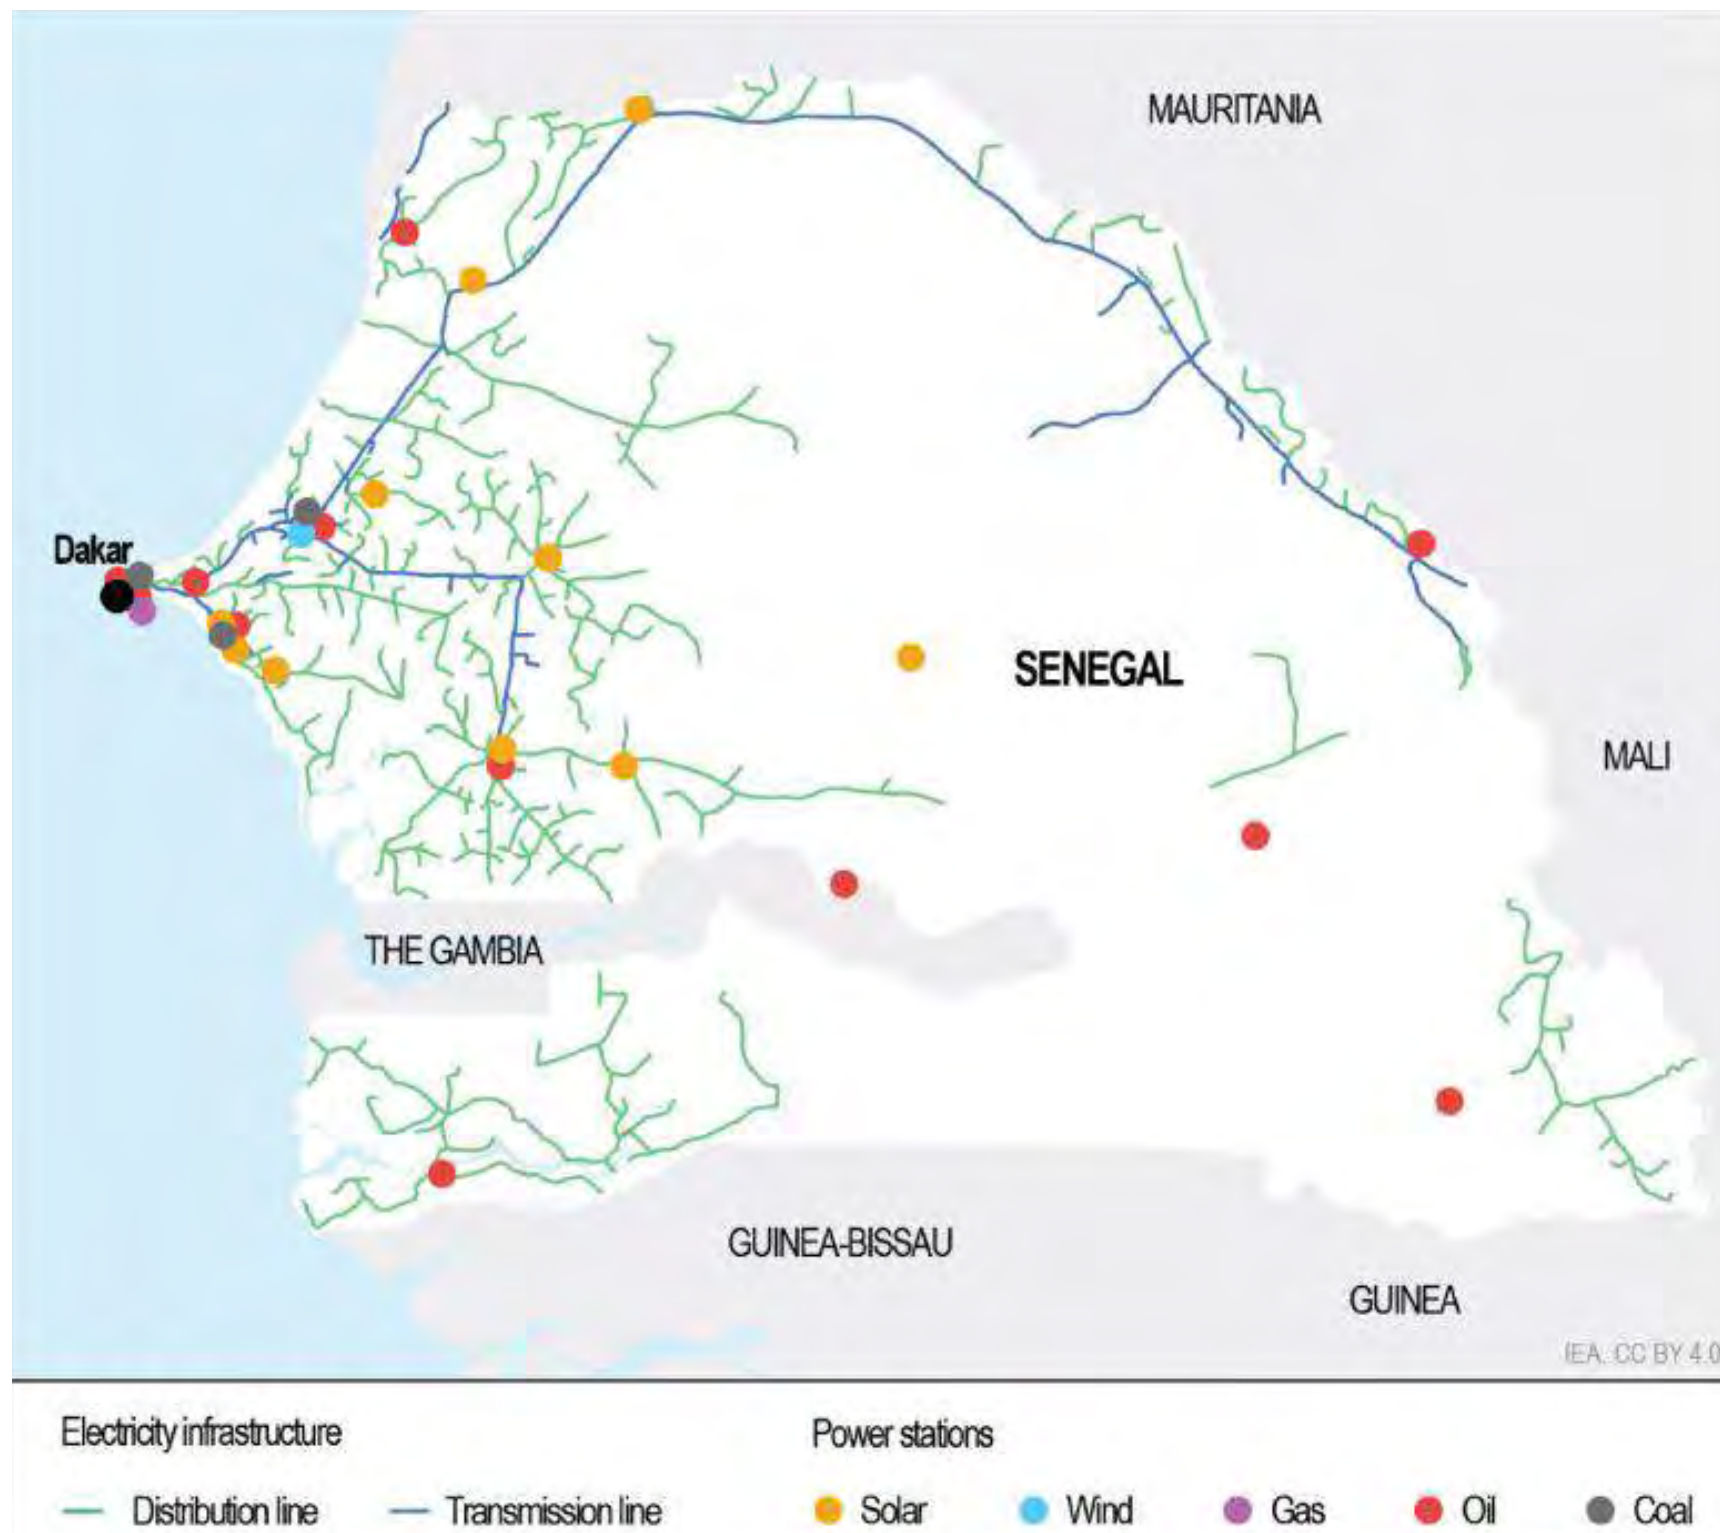 MAURITANIA
Dakar
SENEGAL
MALI
THE GAMBIA
GUINEA-BISSAU
GUINEA
IEA. CC BY 4.0
Electricity infrastructure
Power stations
Distribution line
Transmission line
Solar
Wind
Gas
Oil
Coal